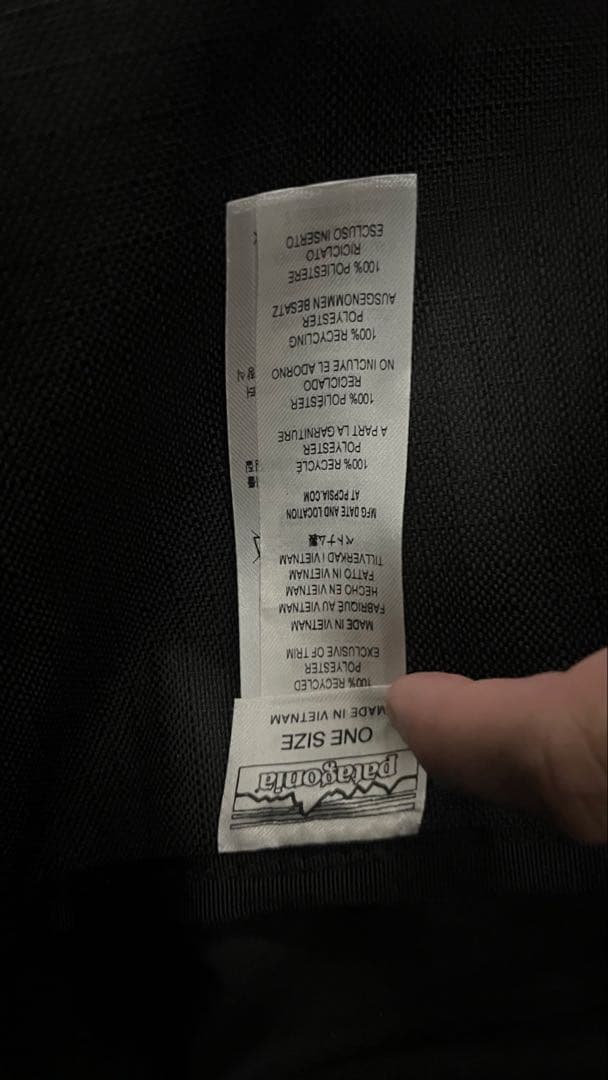 patagonia
ONE SIZE
MADE IN VIETNAM
100% RECYCLED
POLYESTER
EXCLUSIVE OF TRIM
MADE IN VIETNAM
FABRIQUÉ AU VIETNAM
HECHO EN VIETNAM
FATTO IN VIETNAM
TILLVERKAD I VIETNAM
ベトナム製
MFG DATE AND LOCATION
AT PCPSIA.COM
100% RECYCLÉ
POLYESTER
A PART LA GARNITURE
100% POLIÉSTER
RECICLADO
NO INCLUYE EL ADORNO
100% RECYCLING
POLYESTER
AUSGENOMMEN BESATZ
100% POLIESTERE
RICICLATO
ESCLUSO INSERTO